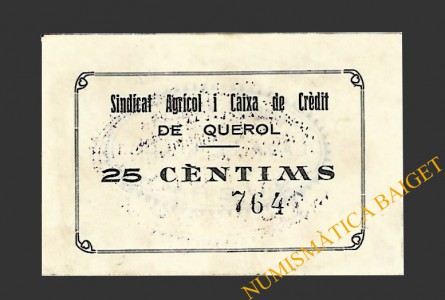 Sindicat Agrícol i Caixa de Crèdit
DE QUEROL
25 CÈNTIMS
764
NUMISMÀTICA BAIGET